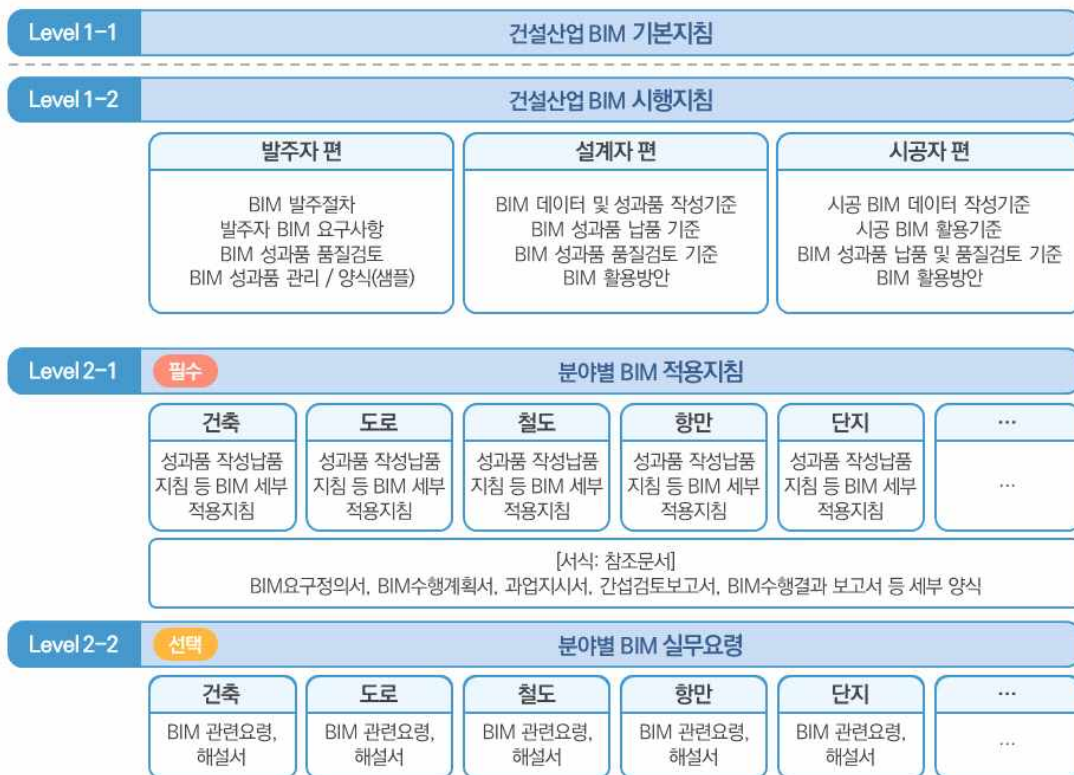 Level 1-1
건설산업 BIM 기본지침
Level 1-2
건설산업 BIM 시행지침
발주자 편
BIM 발주절차
발주자 BIM 요구사항
BIM 성과품 품질검토
BIM 성과품 관리 / 양식(샘플)
설계자 편
BIM 데이터 및 성과품 작성기준
BIM 성과품 납품 기준
BIM 성과품 품질검토 기준
BIM 활용방안
시공자 편
시공 BIM 데이터 작성기준
시공 BIM 활용기준
BIM 성과품 납품 및 품질검토 기준
BIM 활용방안
Level 2-1
필수
분야별 BIM 적용지침
건축
성과품 작성납품
지침 등 BIM 세부
적용지침
도로
성과품 작성납품
지침 등 BIM 세부
적용지침
철도
성과품 작성납품
지침 등 BIM 세부
적용지침
항만
성과품 작성납품
지침 등 BIM 세부
적용지침
단지
성과품 작성납품
지침 등 BIM 세부
적용지침
…
…
[서식: 참조문서]
BIM요구정의서, BIM수행계획서, 과업지시서, 간섭검토보고서, BIM수행결과 보고서 등 세부 양식
Level 2-2
선택
분야별 BIM 실무요령
건축
BIM 관련요령,
해설서
도로
BIM 관련요령,
해설서
철도
BIM 관련요령,
해설서
항만
BIM 관련요령,
해설서
단지
BIM 관련요령,
해설서
…
…